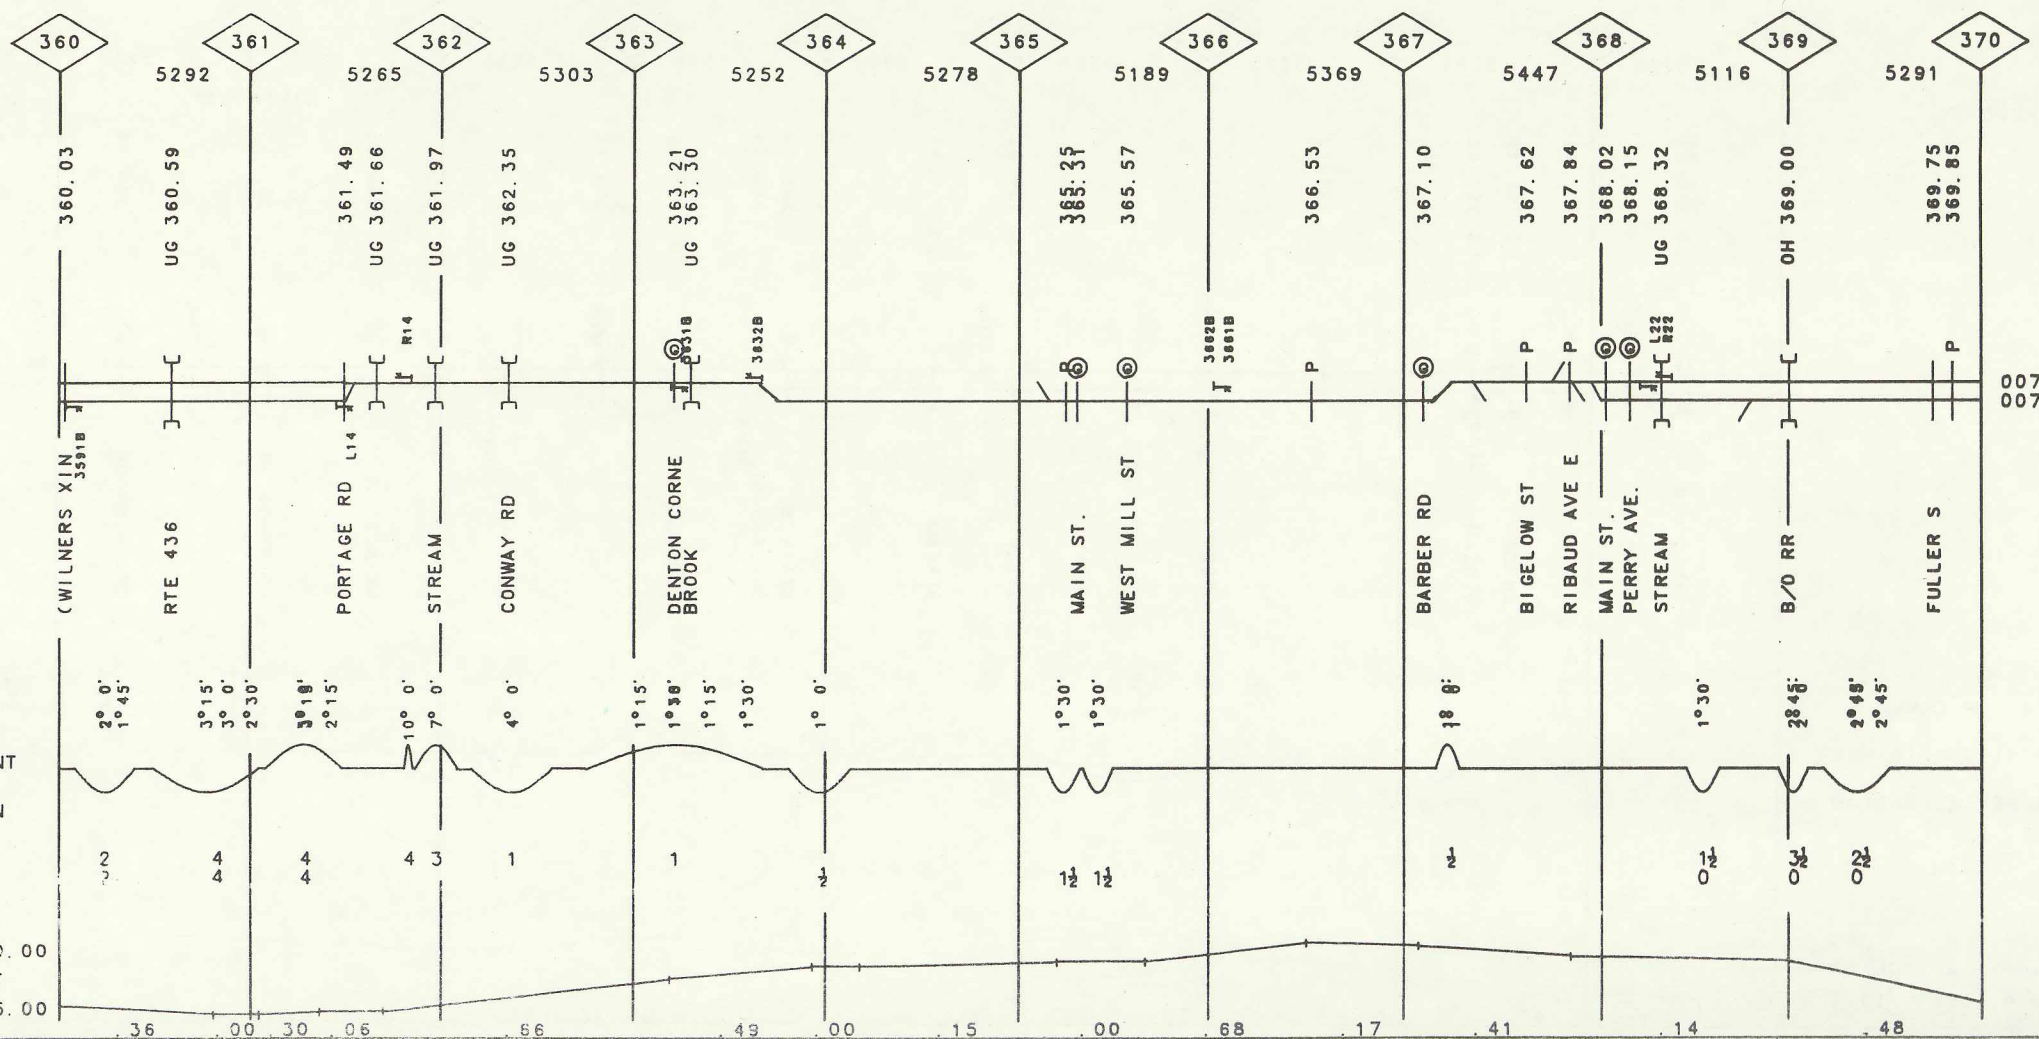 360 361 362 363 364 365 366 367 368 369 370
5292 5265 5303 5252 5278 5189 5369 5447 5116 5291
360.03
UG 360.59
361.49
UG 361.66
UG 361.97
UG 362.35
363.21
UG 363.30
365.25
365.31
365.57
366.53
367.10
367.62
367.84
368.02
368.15
UG 368.32
OH 369.00
369.75
369.85
R14
3631B
3632B
P
3662B
3661B
P
P
P
L22
R22
P
007
007
3591B
L14
(WILNERS XIN
RTE 436
PORTAGE RD
STREAM
CONWAY RD
DENTON CORNE
BROOK
MAIN ST.
WEST MILL ST
BARBER RD
BIGELOW ST
RIBAUD AVE E
MAIN ST.
PERRY AVE.
STREAM
B/O RR
FULLER S
2° 0'
1°45'
3°15'
3° 0'
2°30'
2°15'
10° 0'
7° 0'
4° 0'
1°15'
1°15'
1°30'
1° 0'
1°30'
1°30'
1°30'
2°45'
NT
2 4 4 4 3 1 1 ½ 1½ 3½ 2½
4 4 ½ 1½ 1½ 0 0 0
.00
5.00
.36 .00 .30 .06 .66 .49 .00 .15 .00 .68 .17 .41 .14 .48